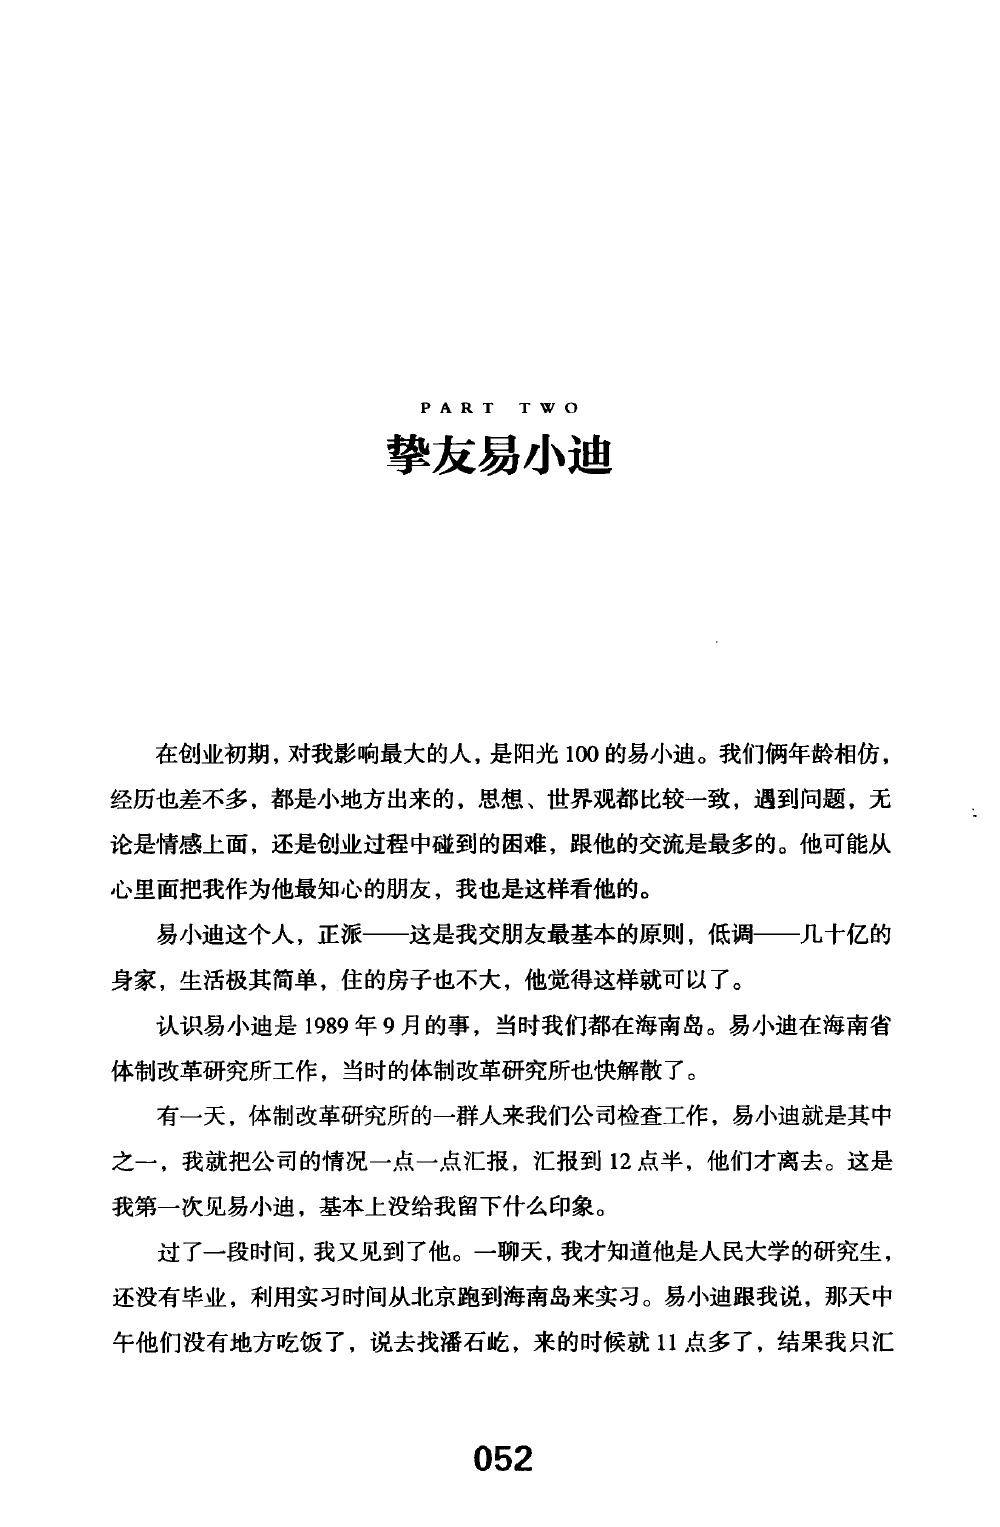 PART TWO
挚友易小迪
在创业初期，对我影响最大的人，是阳光100的易小迪。我们俩年龄相仿，
经历也差不多，都是小地方出来的，思想、世界观都比较一致，遇到问题，无
论是情感上面，还是创业过程中碰到的困难，跟他的交流是最多的。他可能从
心里面把我作为他最知心的朋友，我也是这样看他的。
易小迪这个人，正派——这是我交朋友最基本的原则，低调——几十亿的
身家，生活极其简单，住的房子也不大，他觉得这样就可以了。
认识易小迪是1989年9月的事，当时我们都在海南岛。易小迪在海南省
体制改革研究所工作，当时的体制改革研究所也快解散了。
有一天，体制改革研究所的一群人来我们公司检查工作，易小迪就是其中
之一，我就把公司的情况一点一点汇报，汇报到12点半，他们才离去。这是
我第一次见易小迪，基本上没给我留下什么印象。
过了一段时间，我又见到了他。一聊天，我才知道他是人民大学的研究生，
还没有毕业，利用实习时间从北京跑到海南岛来实习。易小迪跟我说，那天中
午他们没有地方吃饭了，说去找潘石屹，来的时候就11点多了，结果我只汇
052